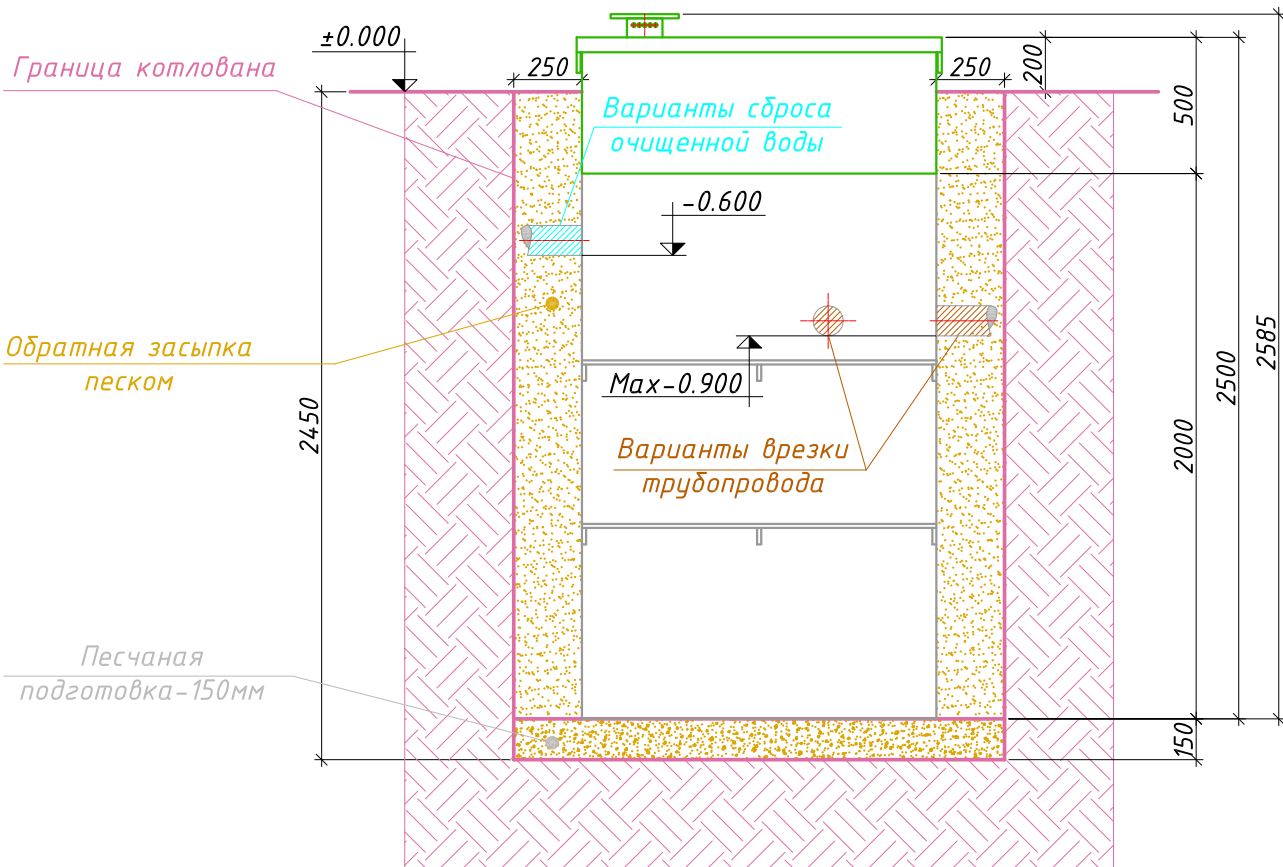 ±0.000
Граница котлована
250
250
200
500
Варианты сброса
очищенной воды
-0.600
2585
2500
Обратная засыпка
песком
Max-0.900
2450
2000
Варианты врезки
трубопровода
Песчаная
подготовка-150мм
150